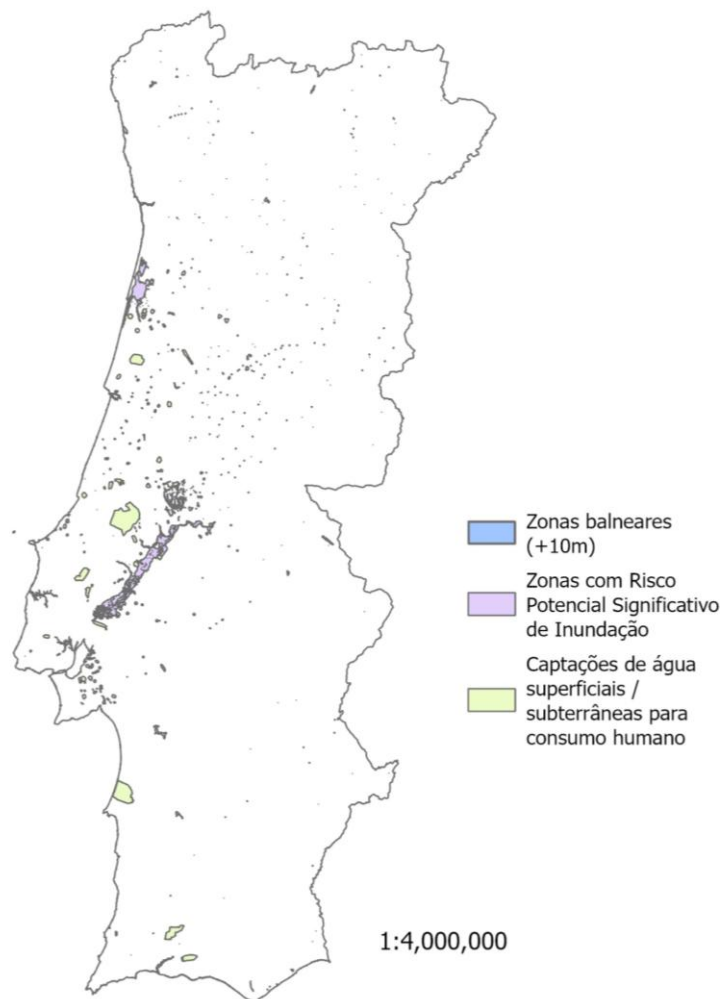 Zonas balneares
(+10m)
Zonas com Risco
Potencial Significativo
de Inundação
Captações de água
superficiais /
subterrâneas para
consumo humano
1:4,000,000